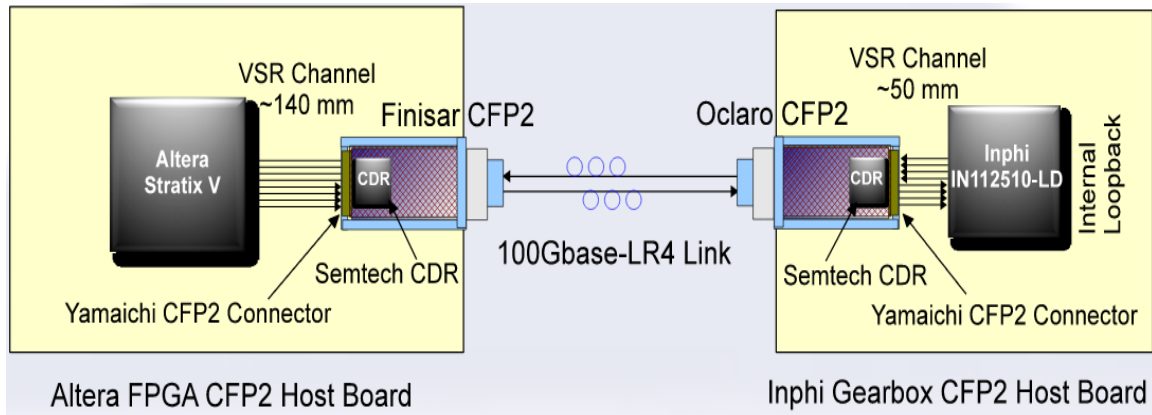 VSR Channel
~140 mm
Finisar CFP2
Altera
Stratix V
CDR
Semtech CDR
Yamaichi CFP2 Connector
Altera FPGA CFP2 Host Board
100Gbase-LR4 Link
Oclaro CFP2
VSR Channel
~50 mm
CDR
Inphi
IN112510-LD
Internal
Loopback
Semtech CDR
Yamaichi CFP2 Connector
Inphi Gearbox CFP2 Host Board